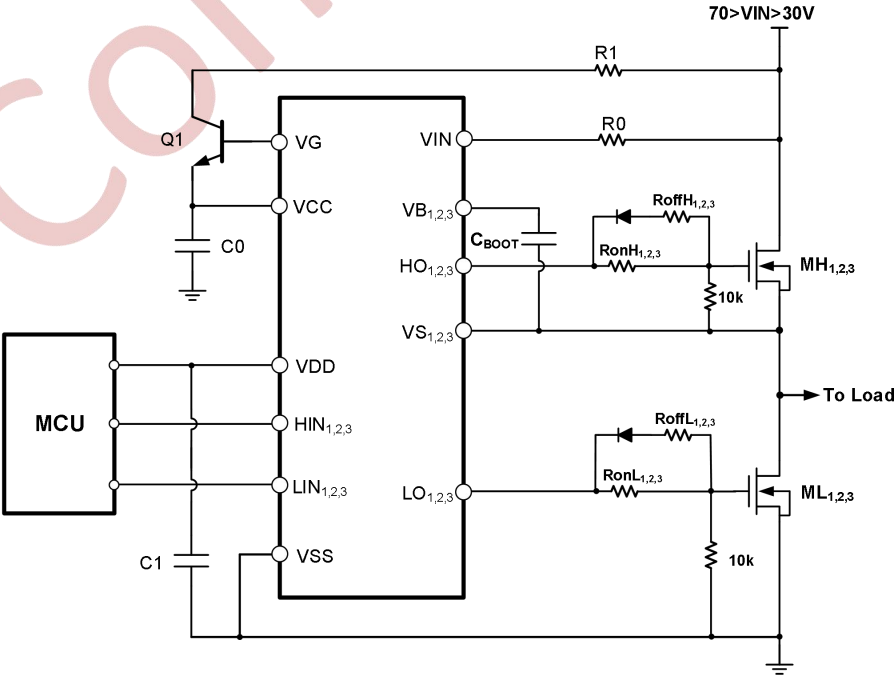 70>VIN>30V
R1
Q1
VG
VIN
R0
VCC
VB1,2,3
RoffH1,2,3
C0
CBOOT
HO1,2,3
RonH1,2,3
MH1,2,3
10k
VS1,2,3
VDD
MCU
HIN1,2,3
To Load
RoffL1,2,3
LIN1,2,3
LO1,2,3
RonL1,2,3
ML1,2,3
C1
VSS
10k